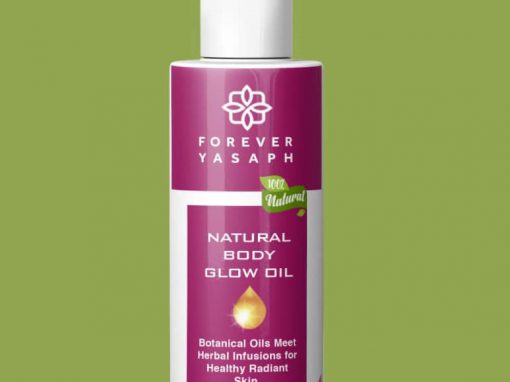 FOREVER
YASAPH
100%
Natural
NATURAL
BODY
GLOW OIL
Botanical Oils Meet
Herbal Infusions for
Healthy Radiant
Skin